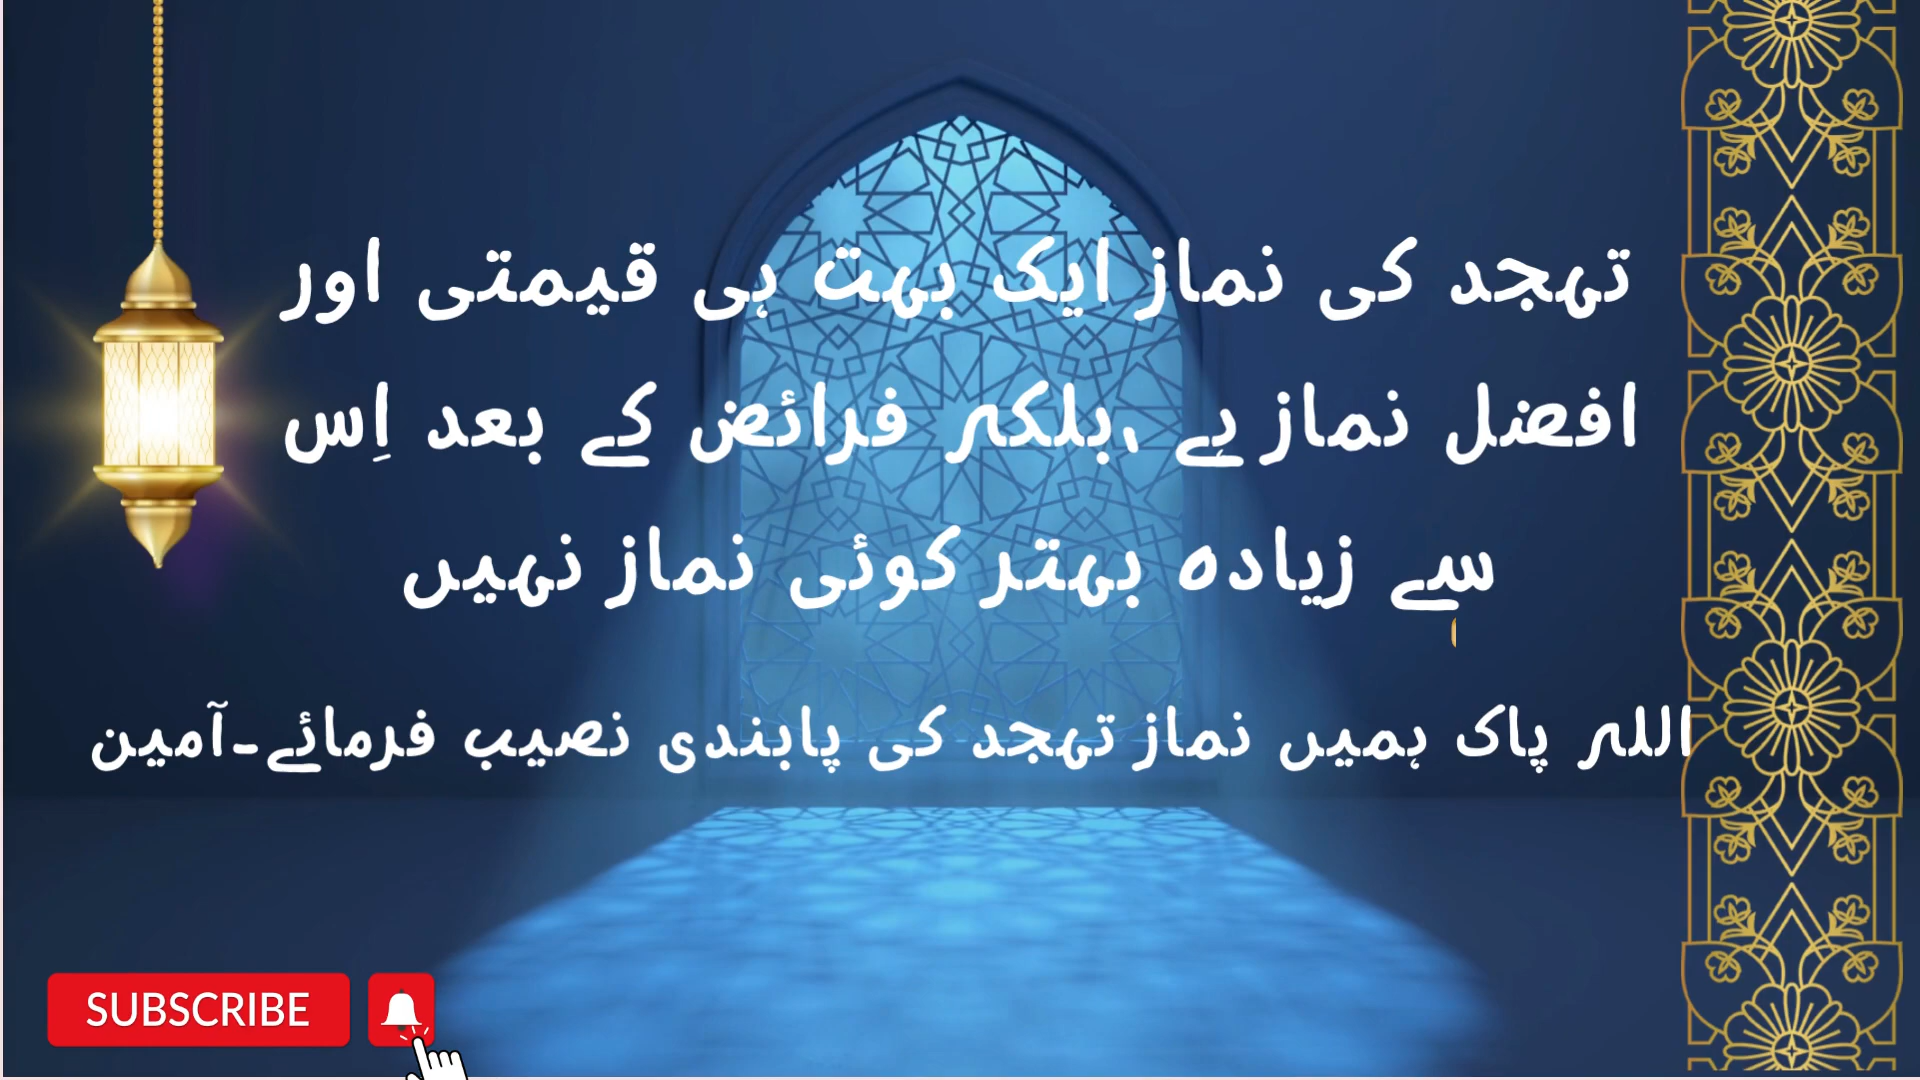 تہجد کی نماز ایک بہت ہی قیمتی اور
افضل نماز ہے ،بلکہ فرائض کے بعد اِس
سے زیادہ بہتر کوئی نماز نہیں
اللہ پاک ہمیں نماز تہجد کی پابندی نصیب فرمائے-آمین
SUBSCRIBE